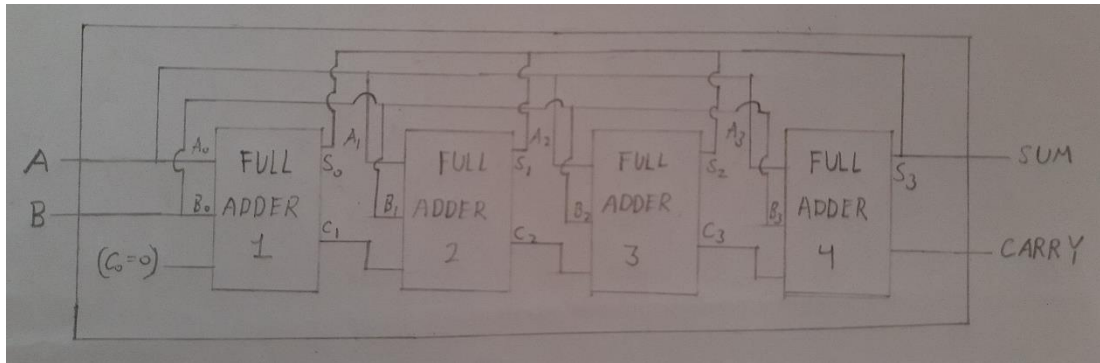 A
B
(C₀=0)
A₀
B₀
FULL
ADDER
1
S₀
C₁
A₁
B₁
FULL
ADDER
2
S₁
C₂
A₂
B₂
FULL
ADDER
3
S₂
C₃
A₃
B₃
FULL
ADDER
4
S₃
SUM
CARRY